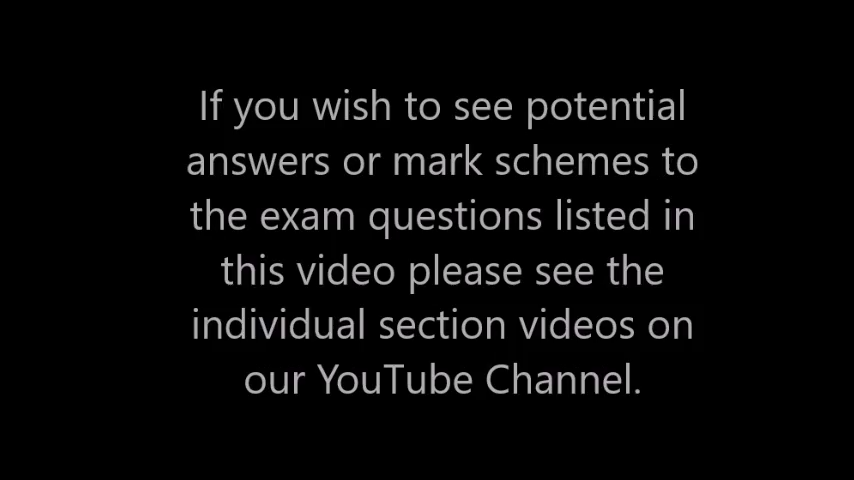 If you wish to see potential
answers or mark schemes to
the exam questions listed in
this video please see the
individual section videos on
our YouTube Channel.